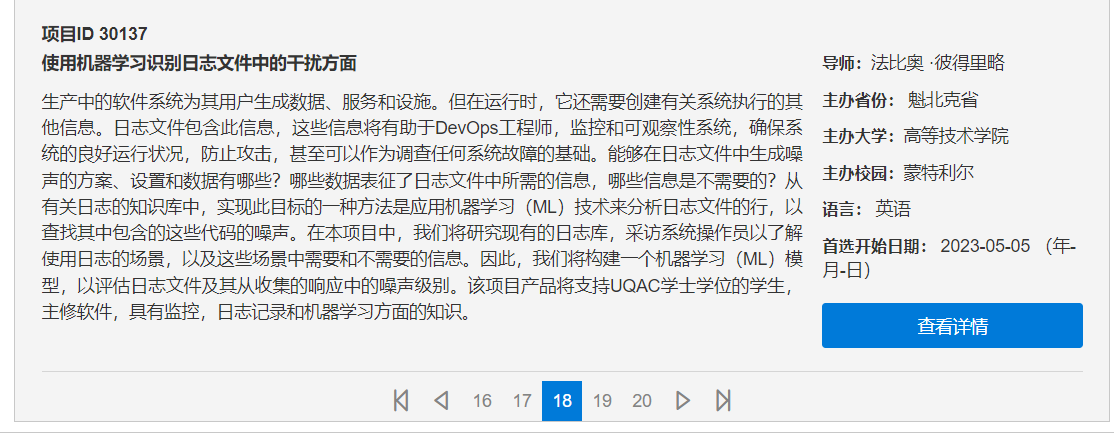 项目ID 30137
使用机器学习识别日志文件中的干扰方面
生产中的软件系统为其用户生成数据、服务和设施。但在运行时，它还需要创建有关系统执行的其
他信息。日志文件包含此信息，这些信息将有助于DevOps工程师，监控和可观察性系统，确保系
统的良好运行状况，防止攻击，甚至可以作为调查任何系统故障的基础。能够在日志文件中生成噪
声的方案、设置和数据有哪些？哪些数据表征了日志文件中所需的信息，哪些信息是不需要的？从
有关日志的知识库中，实现此目标的一种方法是应用机器学习（ML）技术来分析日志文件的行，以
查找其中包含的这些代码的噪声。在本项目中，我们将研究现有的日志库，采访系统操作员以了解
使用日志的场景，以及这些场景中需要和不需要的信息。因此，我们将构建一个机器学习（ML）模
型，以评估日志文件及其从收集的响应中的噪声级别。该项目产品将支持UQAC学士学位的学生，
主修软件，具有监控，日志记录和机器学习方面的知识。
导师：法比奥 ·彼得里略
主办省份： 魁北克省
主办大学：高等技术学院
主办校园：蒙特利尔
语言： 英语
首选开始日期： 2023-05-05 （年-
月-日）
查看详情
16 17 18 19 20